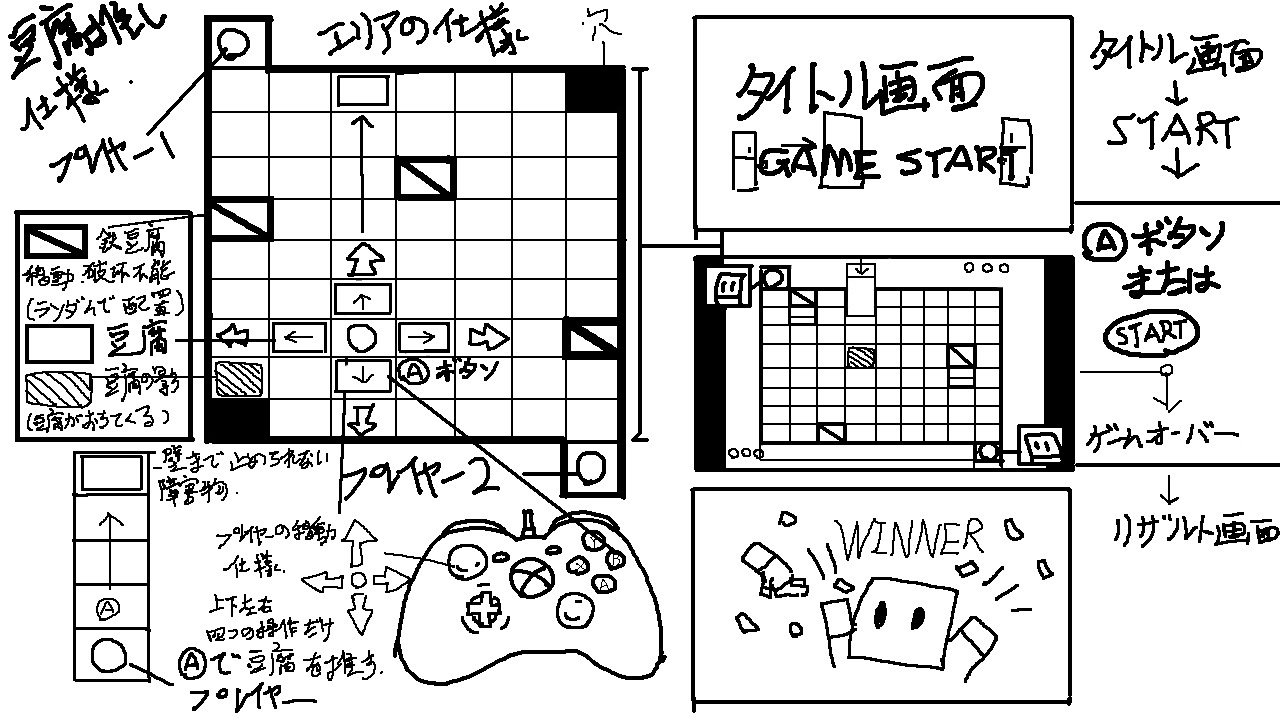 豆腐推し
仕様.
プレイヤー1
エリアの仕様
穴
鉄豆腐
移動.破坏不能
(ランダムで配置)
豆腐
豆腐の影
(豆腐がおちてくる)
Aボタン
プレイヤー2
壁まで止められない
障害物.
A
プレイヤーの移動
仕様.
上下左右
四つの操作だけ
Aで豆腐を推す.
プレイヤー
X
A
タイトル画面
GAME START
WINNER
タイトル画面
START
Aボタン
または
START
ゲームオーバー
リザルト画面